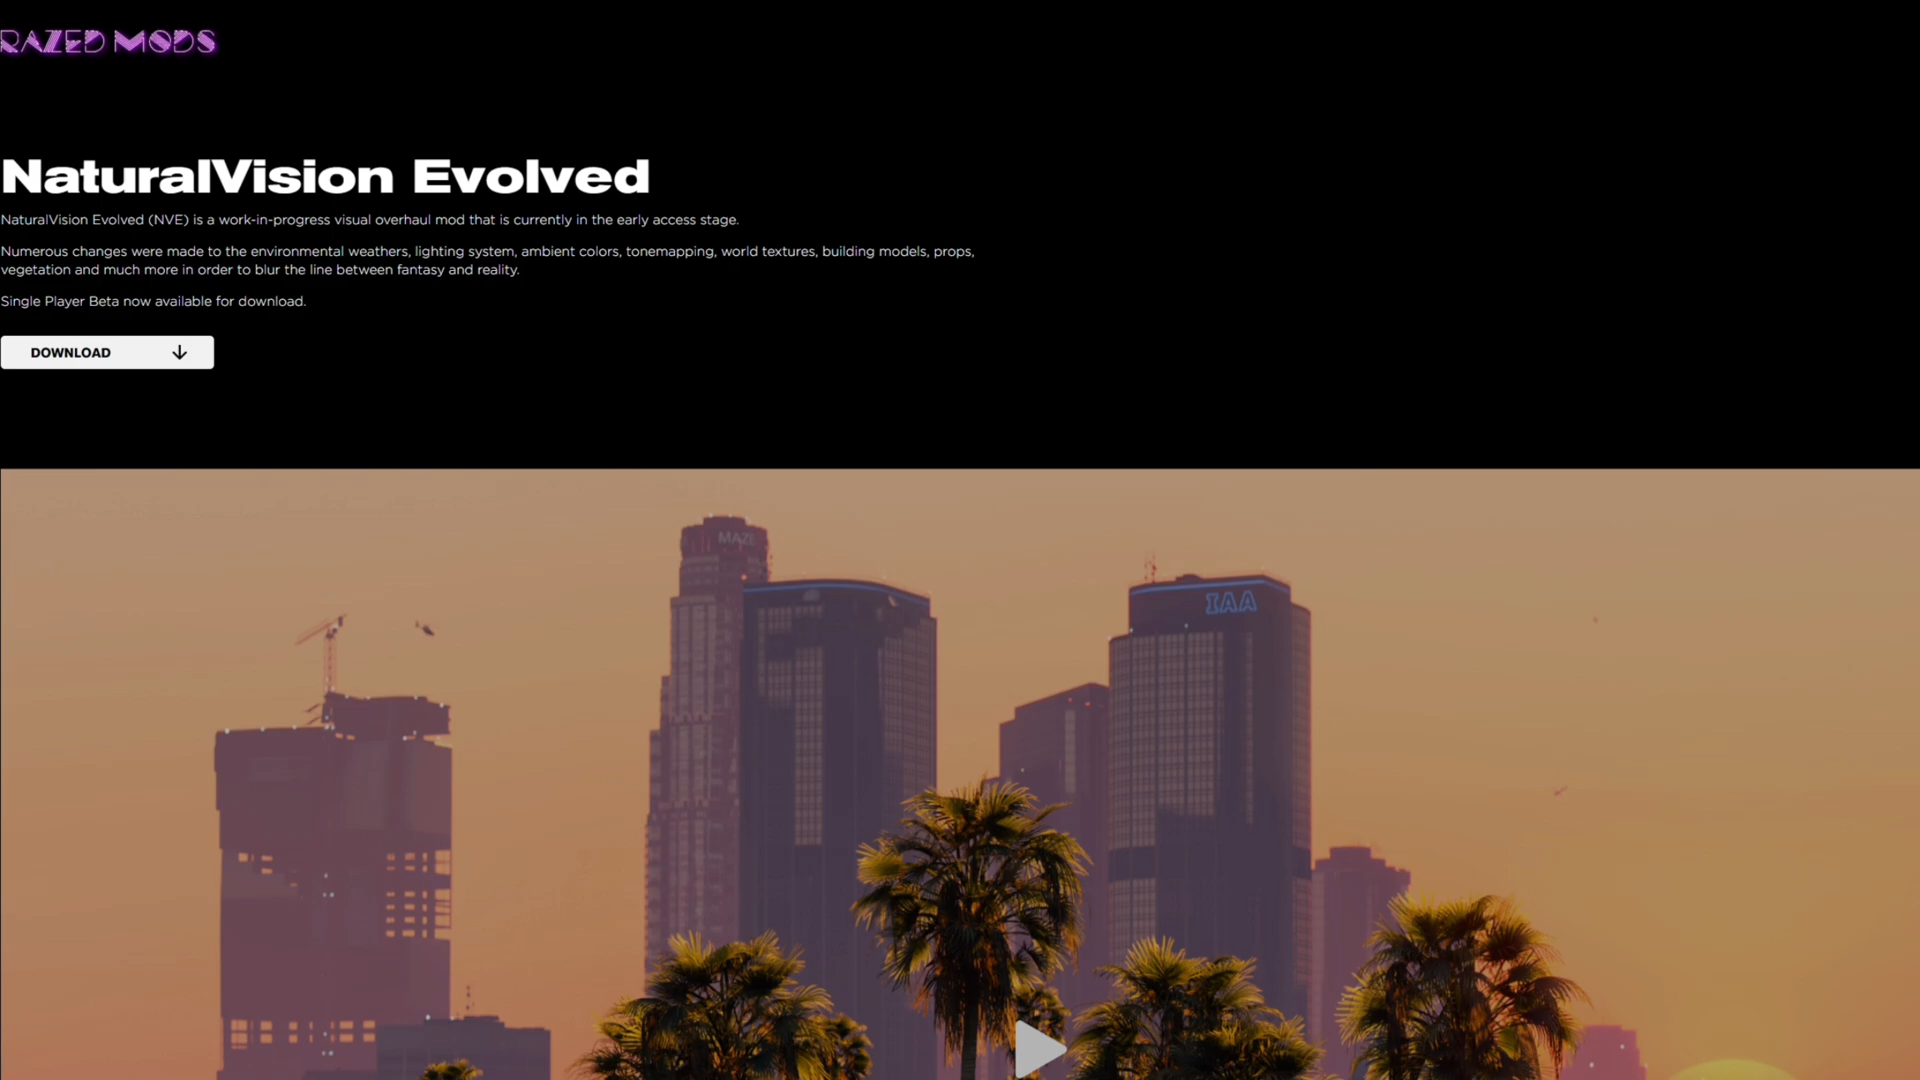 RAZED MODS
NaturalVision Evolved
NaturalVision Evolved (NVE) is a work-in-progress visual overhaul mod that is currently in the early access stage.
Numerous changes were made to the environmental weathers, lighting system, ambient colors, tonemapping, world textures, building models, props,
vegetation and much more in order to blur the line between fantasy and reality.
Single Player Beta now available for download.
DOWNLOAD
MAZE
IAA